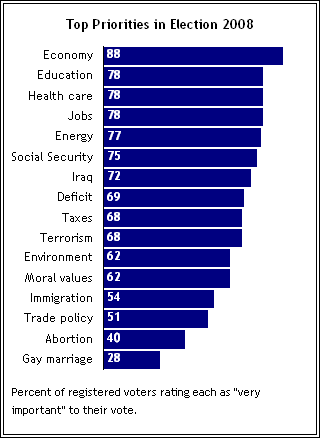 Top Priorities in Election 2008
Economy 88
Education 78
Health care 78
Jobs 78
Energy 77
Social Security 75
Iraq 72
Deficit 69
Taxes 68
Terrorism 68
Environment 62
Moral values 62
Immigration 54
Trade policy 51
Abortion 40
Gay marriage 28
Percent of registered voters rating each as "very
important" to their vote.